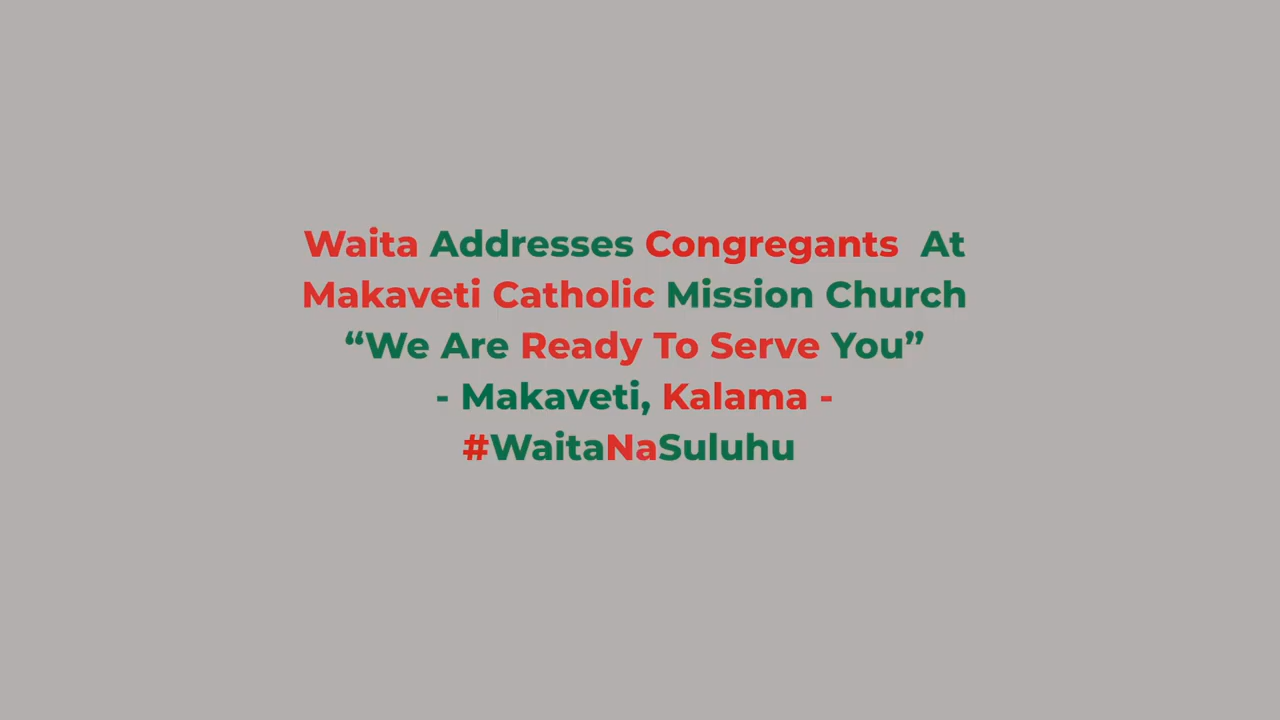 Waita Addresses Congregants At
Makaveti Catholic Mission Church
“We Are Ready To Serve You”
- Makaveti, Kalama -
#WaitaNaSuluhu